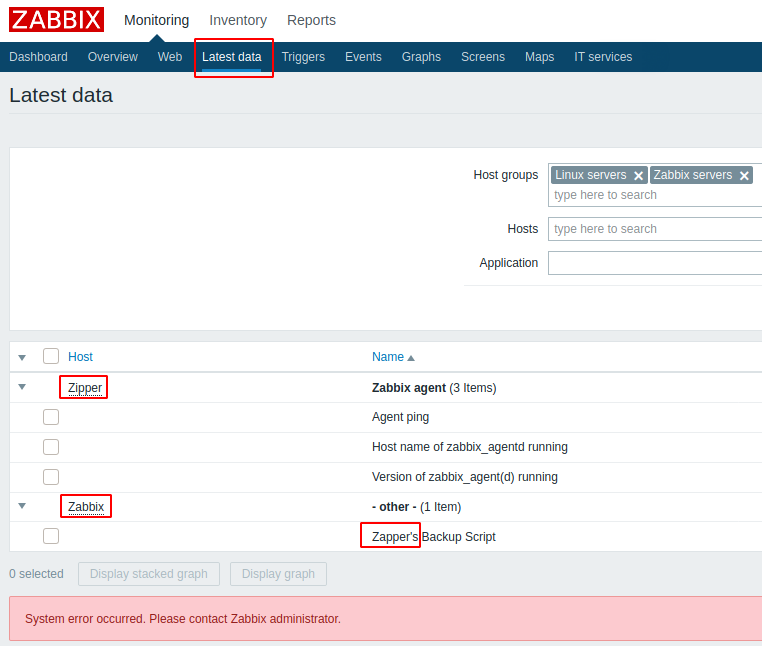 ZABBIX Monitoring Inventory Reports
Dashboard Overview Web Latest data Triggers Events Graphs Screens Maps IT services
Latest data
Host groups Linux servers Zabbix servers
type here to search
Hosts type here to search
Application
Host Name
Zipper Zabbix agent (3 Items)
Agent ping
Host name of zabbix_agentd running
Version of zabbix_agent(d) running
Zabbix - other - (1 Item)
Zapper's Backup Script
0 selected Display stacked graph Display graph
System error occurred. Please contact Zabbix administrator.